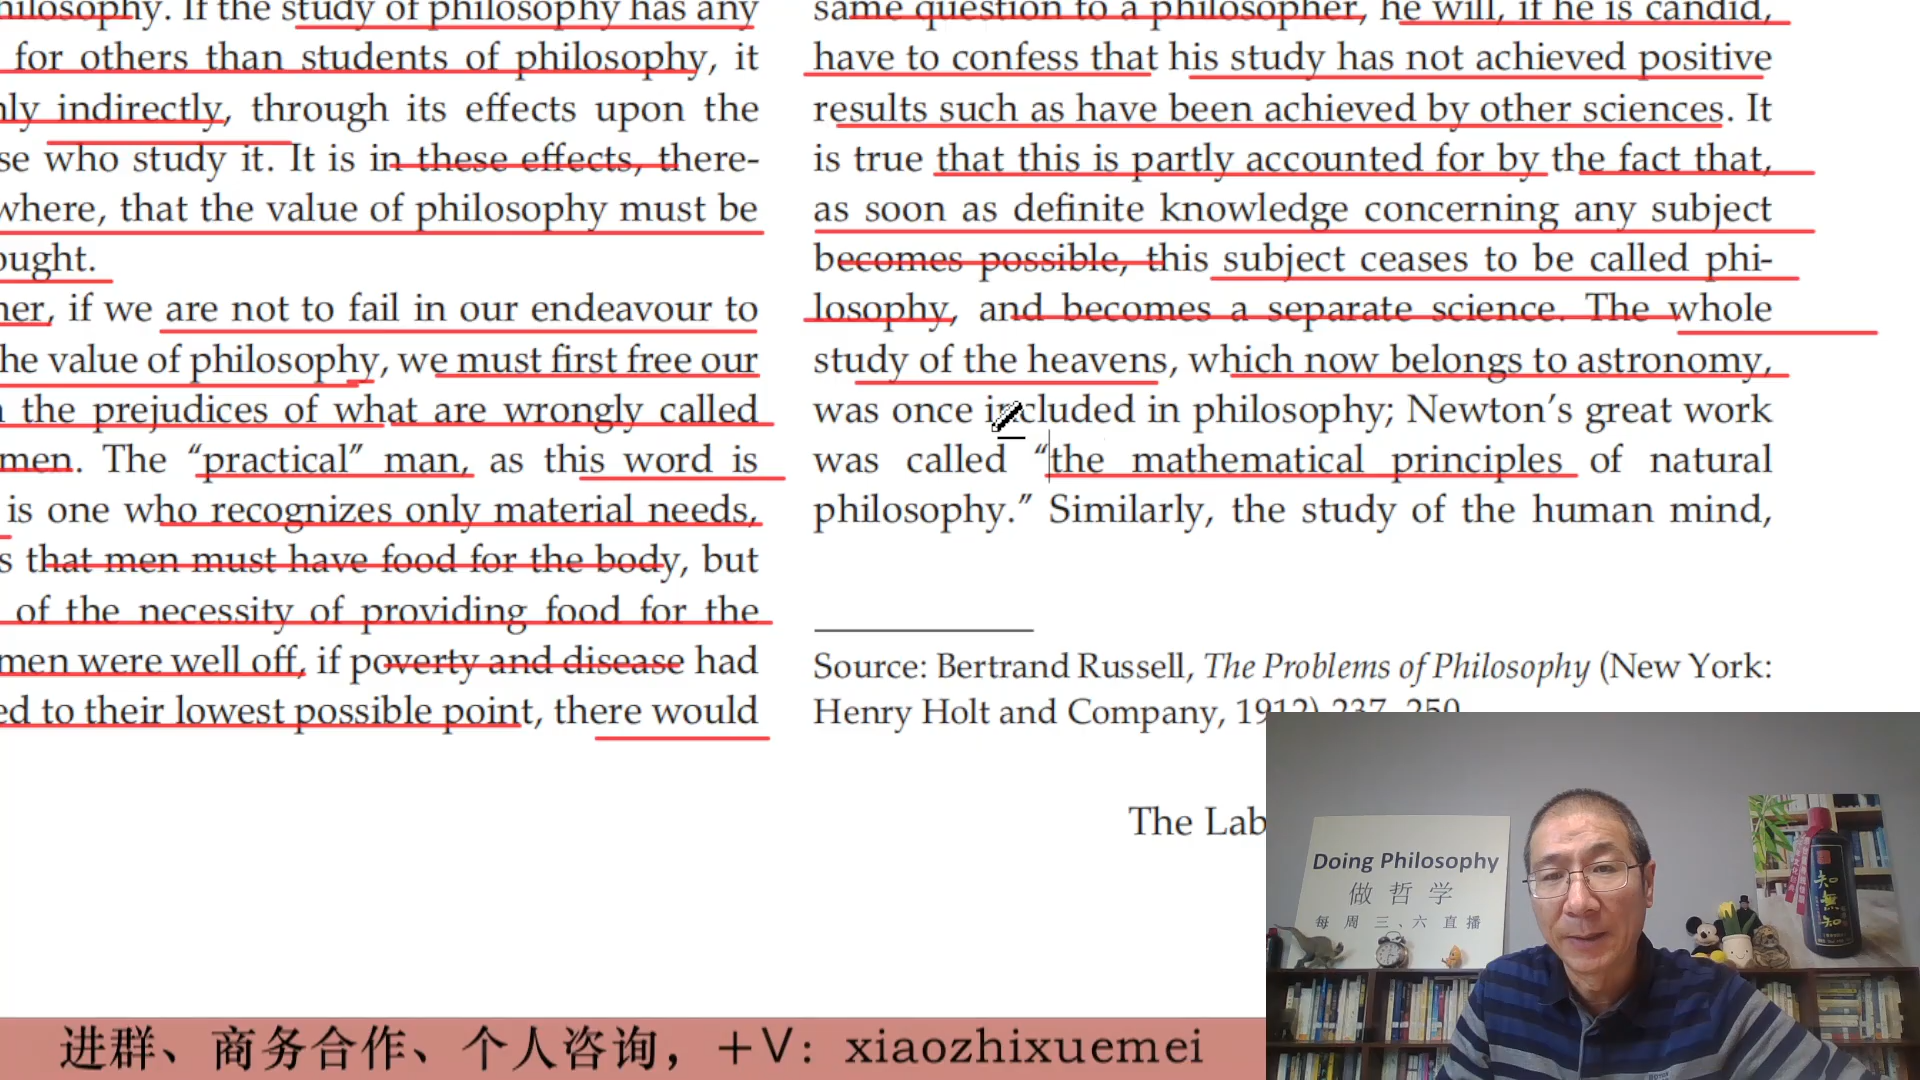 philosophy. If the study of philosophy has any
for others than students of philosophy, it
indirectly, through its effects upon the
who study it. It is in these effects, there-
where, that the value of philosophy must be
if we are not to fail in our endeavour to
the value of philosophy, we must first free our
the prejudices of what are wrongly called
men. The “practical” man, as this word is
is one who recognizes only material needs,
that men must have food for the body, but
of the necessity of providing food for the
men were well off, if poverty and disease had
to their lowest possible point, there would
same question to a philosopher, he will, if he is candid,
have to confess that his study has not achieved positive
results such as have been achieved by other sciences. It
is true that this is partly accounted for by the fact that,
as soon as definite knowledge concerning any subject
becomes possible, this subject ceases to be called phi-
losophy, and becomes a separate science. The whole
study of the heavens, which now belongs to astronomy,
was once included in philosophy; Newton’s great work
was called “the mathematical principles of natural
philosophy.” Similarly, the study of the human mind,
Source: Bertrand Russell, The Problems of Philosophy (New York:
Henry Holt and Company, 1912) 237–250
The Lab
Doing Philosophy
做哲学
每周三、六直播
知無知
进群、商务合作、个人咨询，+V：xiaozhixuemei